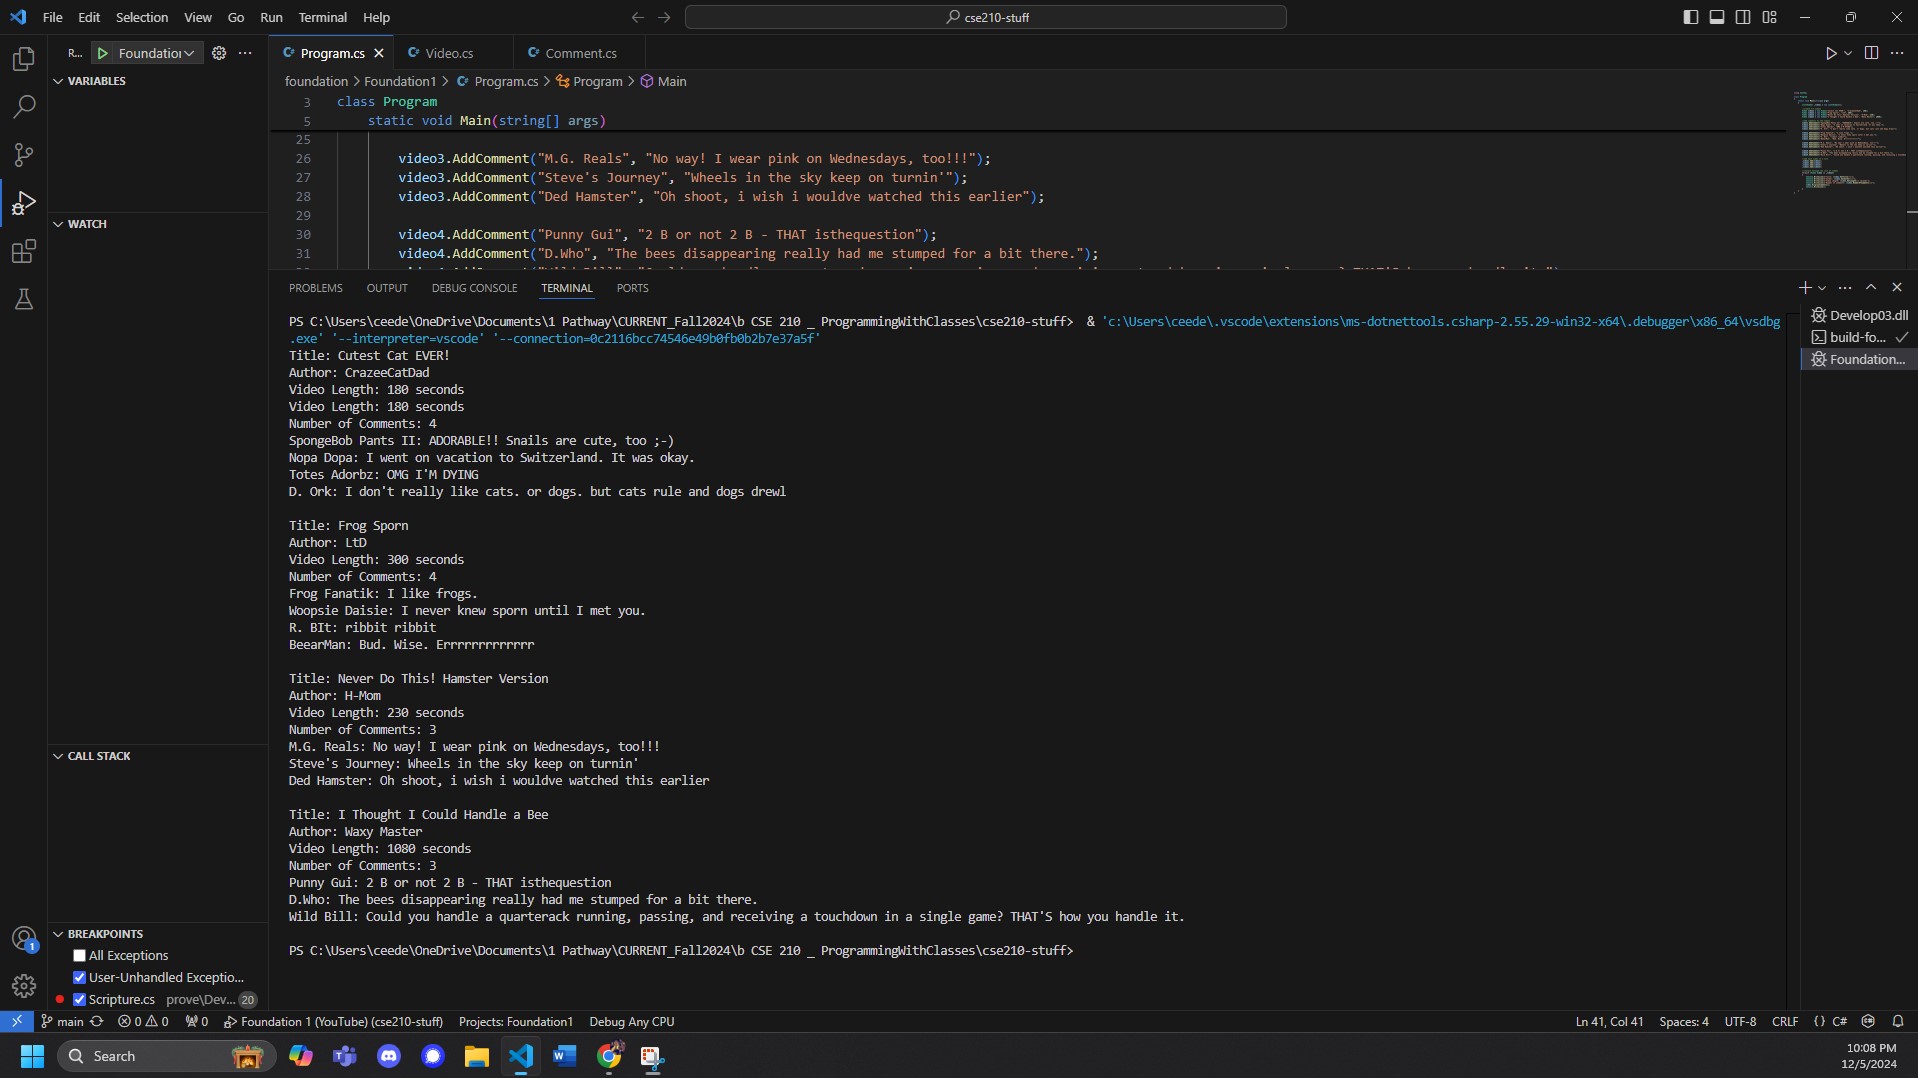 File Edit Selection View Go Run Terminal Help
cse210-stuff
R... Foundation
Program.cs
Video.cs
Comment.cs
foundation > Foundation1 > Program.cs > Program > Main
VARIABLES
WATCH
CALL STACK
BREAKPOINTS
All Exceptions
User-Unhandled Exceptio...
Scripture.cs prove\Dev... 20
3 class Program
5 static void Main(string[] args)
25
26 video3.AddComment("M.G. Reals", "No way! I wear pink on Wednesdays, too!!!");
27 video3.AddComment("Steve's Journey", "Wheels in the sky keep on turnin'");
28 video3.AddComment("Ded Hamster", "Oh shoot, i wish i wouldve watched this earlier");
29
30 video4.AddComment("Punny Gui", "2 B or not 2 B - THAT isthequestion");
31 video4.AddComment("D.Who", "The bees disappearing really had me stumped for a bit there.");
PROBLEMS OUTPUT DEBUG CONSOLE TERMINAL PORTS
PS C:\Users\ceede\OneDrive\Documents\1 Pathway\CURRENT_Fall2024\b CSE 210 _ ProgrammingWithClasses\cse210-stuff> & 'c:\Users\ceede\.vscode\extensions\ms-dotnettools.csharp-2.55.29-win32-x64\.debugger\x86_64\vsdbg
.exe' '--interpreter=vscode' '--connection=0c2116bcc74546e49b0fb0b2b7e37a5f'
Title: Cutest Cat EVER!
Author: CrazeeCatDad
Video Length: 180 seconds
Video Length: 180 seconds
Number of Comments: 4
SpongeBob Pants II: ADORABLE!! Snails are cute, too ;-)
Nopa Dopa: I went on vacation to Switzerland. It was okay.
Totes Adorbz: OMG I'M DYING
D. Ork: I don't really like cats. or dogs. but cats rule and dogs drewl
Title: Frog Sporn
Author: LtD
Video Length: 300 seconds
Number of Comments: 4
Frog Fanatik: I like frogs.
Woopsie Daisie: I never knew sporn until I met you.
R. BIt: ribbit ribbit
BeearMan: Bud. Wise. Errrrrrrrrrrrr
Title: Never Do This! Hamster Version
Author: H-Mom
Video Length: 230 seconds
Number of Comments: 3
M.G. Reals: No way! I wear pink on Wednesdays, too!!!
Steve's Journey: Wheels in the sky keep on turnin'
Ded Hamster: Oh shoot, i wish i wouldve watched this earlier
Title: I Thought I Could Handle a Bee
Author: Waxy Master
Video Length: 1080 seconds
Number of Comments: 3
Punny Gui: 2 B or not 2 B - THAT isthequestion
D.Who: The bees disappearing really had me stumped for a bit there.
Wild Bill: Could you handle a quarterack running, passing, and receiving a touchdown in a single game? THAT'S how you handle it.
PS C:\Users\ceede\OneDrive\Documents\1 Pathway\CURRENT_Fall2024\b CSE 210 _ ProgrammingWithClasses\cse210-stuff>
Develop03.dll
build-fo...
Foundation...
1
main 0 0 0 Foundation 1 (YouTube) (cse210-stuff) Projects: Foundation1 Debug Any CPU
Ln 41, Col 41 Spaces: 4 UTF-8 CRLF {} C#
Search
10:08 PM
12/5/2024